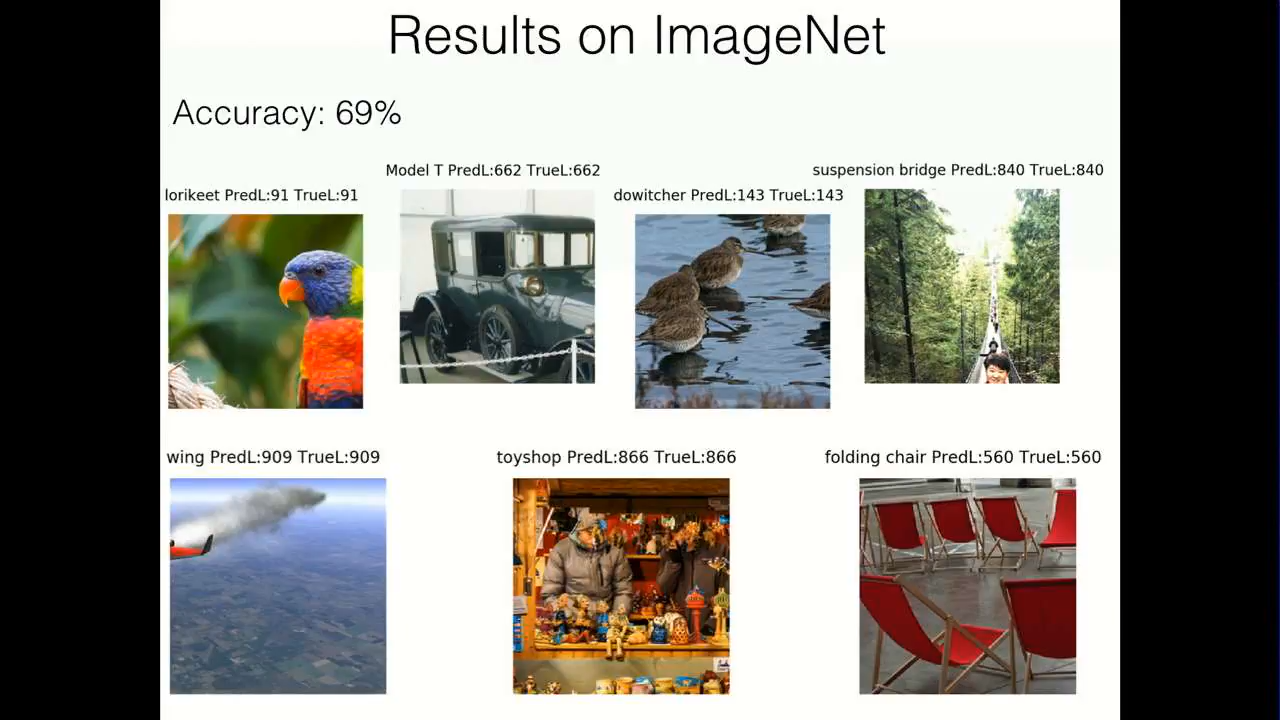 Results on ImageNet
Accuracy: 69%
lorikeet PredL:91 TrueL:91
Model T PredL:662 TrueL:662
dowitcher PredL:143 TrueL:143
suspension bridge PredL:840 TrueL:840
wing PredL:909 TrueL:909
toyshop PredL:866 TrueL:866
folding chair PredL:560 TrueL:560